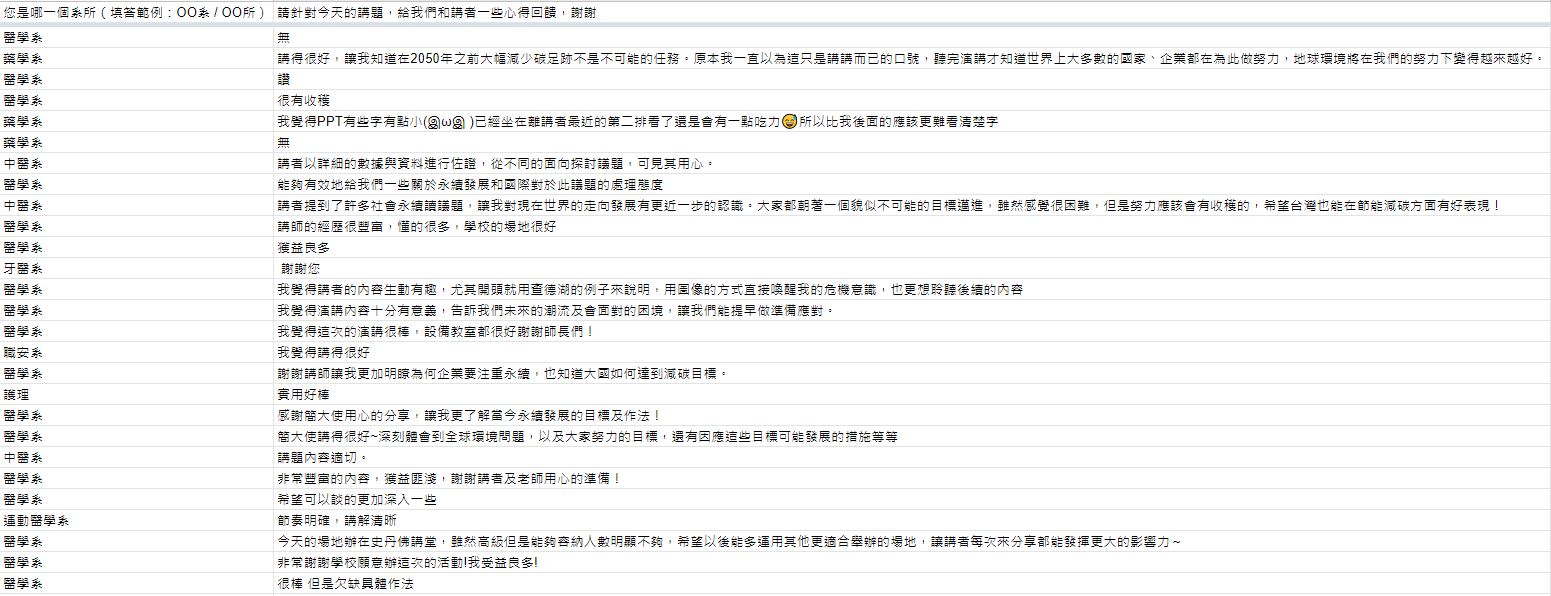 您是哪一個系所（填答範例：OO系 / OO所） 請針對今天的講題，給我們和講者一些心得回饋，謝謝
醫學系 無
藥學系 講得很好，讓我知道在2050年之前大幅減少碳足跡不是不可能的任務。原本我一直以為這只是講講而已的口號，聽完演講才知道世界上大多數的國家、企業都在為此做努力，地球環境將在我們的努力下變得越來越好。
醫學系 讚
醫學系 很有收穫
藥學系 我覺得PPT有些字有點小(இωஇ )已經坐在離講者最近的第二排看了還是會有一點吃力😅所以比我後面的應該更難看清楚字
藥學系 無
中醫系 講者以詳細的數據與資料進行佐證，從不同的面向探討議題，可見其用心。
醫學系 能夠有效地給我們一些關於永續發展和國際對於此議題的處理態度
中醫系 講者提到了許多社會永續讀議題，讓我對現在世界的走向發展有更近一步的認識。大家都朝著一個貌似不可能的目標邁進，雖然感覺很困難，但是努力應該會有收穫的，希望台灣也能在節能減碳方面有好表現！
醫學系 講師的經歷很豐富，懂的很多，學校的場地很好
醫學系 獲益良多
牙醫系 謝謝您
醫學系 我覺得講者的內容生動有趣，尤其開頭就用查德湖的例子來說明，用圖像的方式直接喚醒我的危機意識，也更想聆聽後續的內容
醫學系 我覺得演講內容十分有意義，告訴我們未來的潮流及會面對的困境，讓我們能提早做準備應對。
醫學系 我覺得這次的演講很棒，設備教室都很好謝謝師長們！
職安系 我覺得講得很好
醫學系 謝謝講師讓我更加明瞭為何企業要注重永續，也知道大國如何達到減碳目標。
護理 實用好棒
醫學系 感謝簡大使用心的分享，讓我更了解當今永續發展的目標及作法！
醫學系 簡大使講得很好~深刻體會到全球環境問題，以及大家努力的目標，還有因應這些目標可能發展的措施等等
中醫系 講題內容適切。
醫學系 非常豐富的內容，獲益匪淺，謝謝講者及老師用心的準備！
醫學系 希望可以談的更加深入一些
運動醫學系 節奏明確，講解清晰
醫學系 今天的場地辦在史丹佛講堂，雖然高級但是能夠容納人數明顯不夠，希望以後能多運用其他更適合舉辦的場地，讓講者每次來分享都能發揮更大的影響力～
醫學系 非常謝謝學校願意辦這次的活動!我受益良多!
醫學系 很棒 但是欠缺具體作法